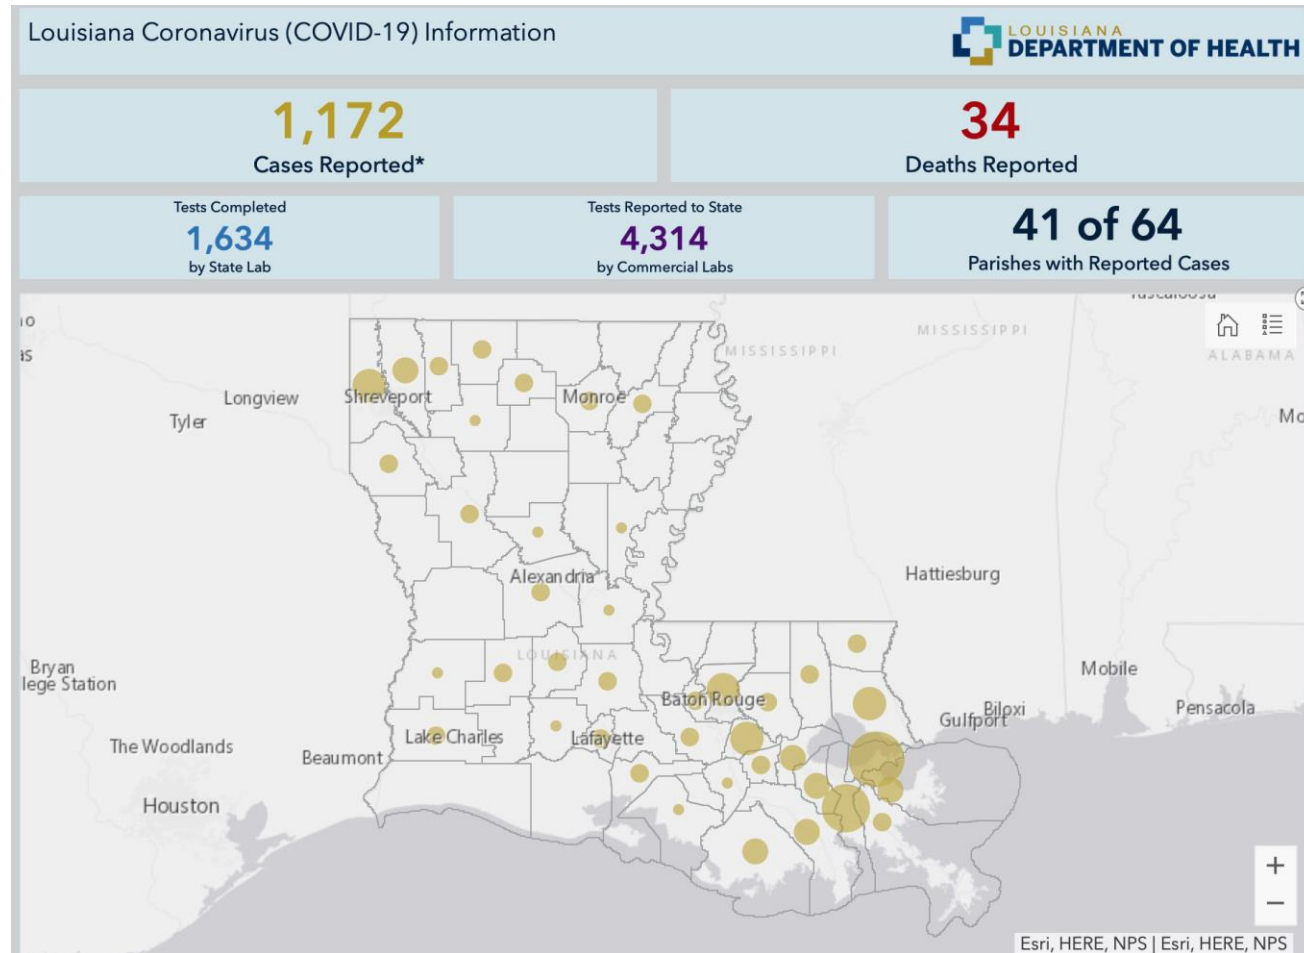 Louisiana Coronavirus (COVID-19) Information
LOUISIANA
DEPARTMENT OF HEALTH
1,172
Cases Reported*
34
Deaths Reported
Tests Completed
1,634
by State Lab
Tests Reported to State
4,314
by Commercial Labs
41 of 64
Parishes with Reported Cases
MISSISSIPPI
MISSISSIPPI
ALABAMA
Longview
Shreveport
Monroe
Tyler
Alexandria
Hattiesburg
LOUISIANA
Bryan
lege Station
Mobile
Baton Rouge
Biloxi
Gulfport
Pensacola
The Woodlands
Lake Charles
Lafayette
Beaumont
Houston
+
−
Esri, HERE, NPS | Esri, HERE, NPS